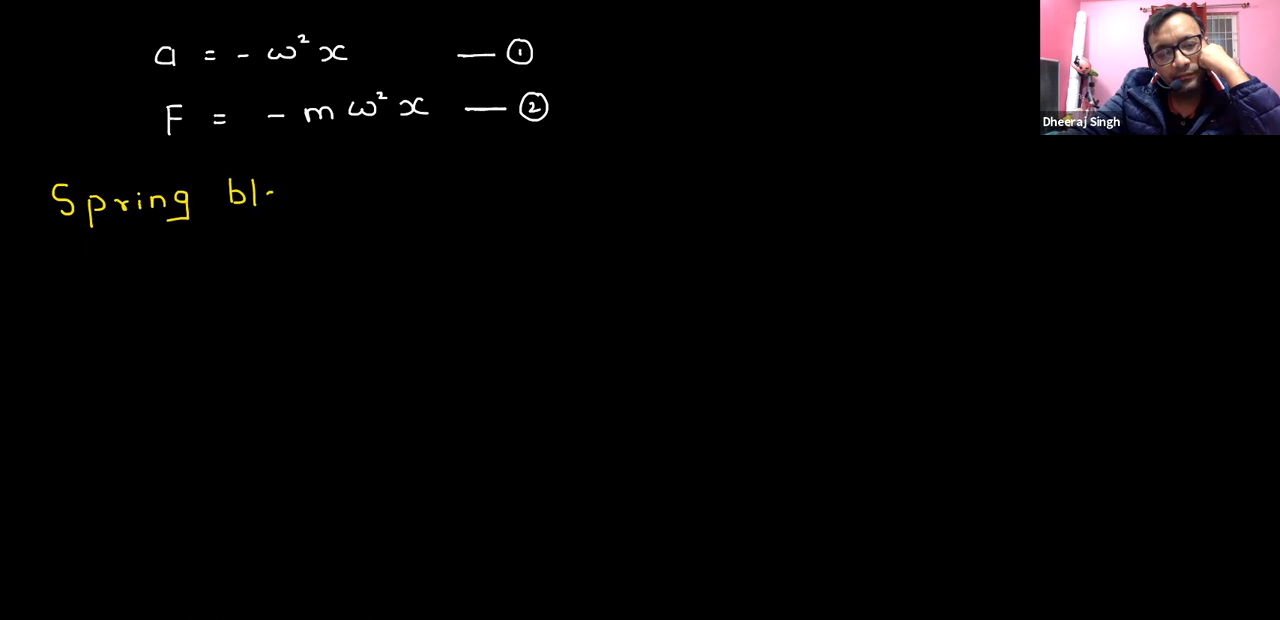 a = - ω² x — ①
F = - m ω² x — ②
Spring bl
Dheeraj Singh